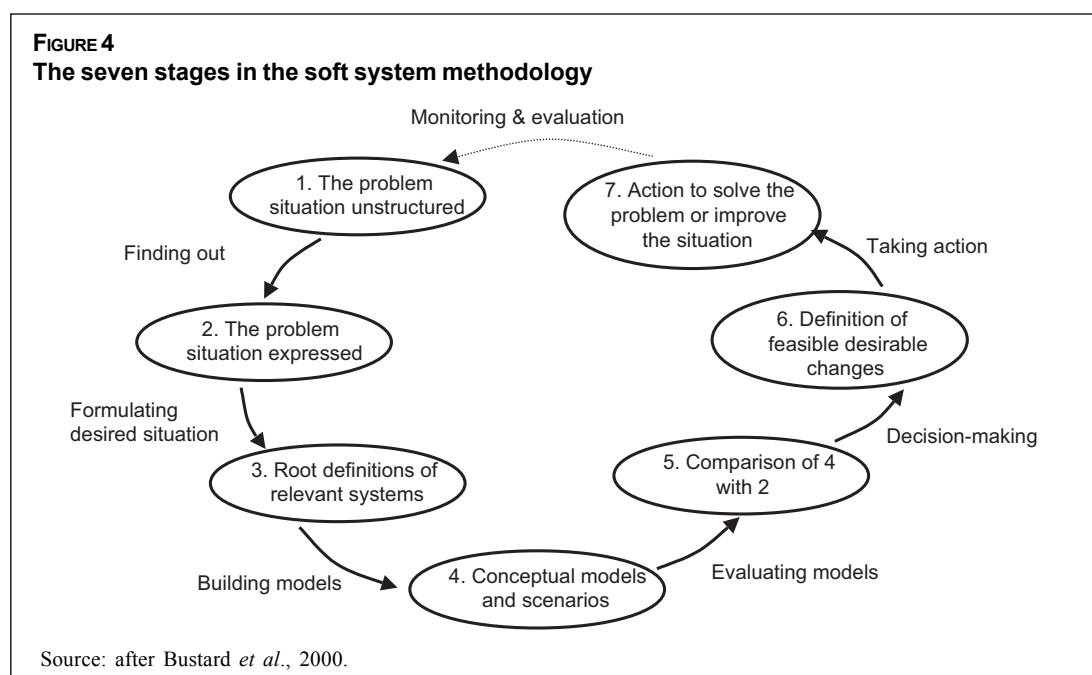 FIGURE 4
The seven stages in the soft system methodology
Monitoring & evaluation
1. The problem
situation unstructured
Finding out
2. The problem
situation expressed
Formulating
desired situation
3. Root definitions of
relevant systems
Building models
4. Conceptual models
and scenarios
Evaluating models
5. Comparison of 4
with 2
Decision-making
6. Definition of
feasible desirable
changes
Taking action
7. Action to solve the
problem or improve
the situation
Source: after Bustard et al., 2000.